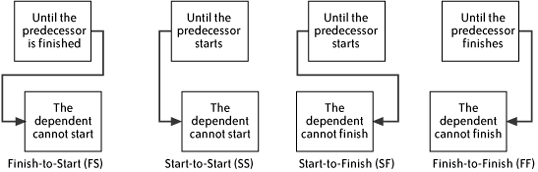 Until the
predecessor
is finished
Until the
predecessor
starts
Until the
predecessor
starts
Until the
predecessor
finishes
The
dependent
cannot start
The
dependent
cannot start
The
dependent
cannot finish
The
dependent
cannot finish
Finish-to-Start (FS)
Start-to-Start (SS)
Start-to-Finish (SF)
Finish-to-Finish (FF)